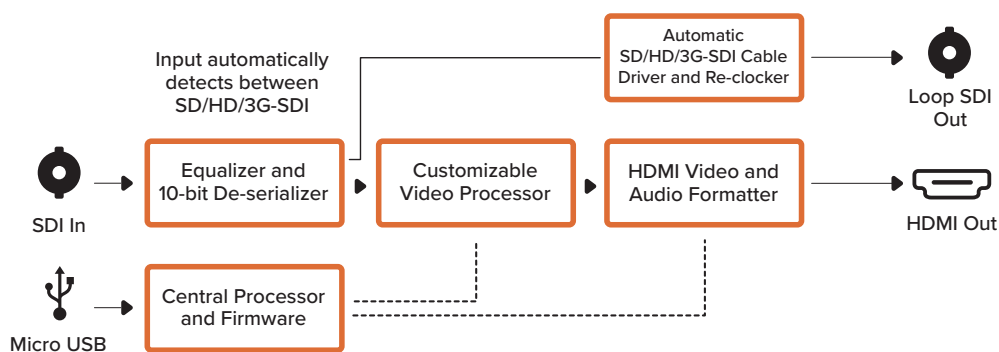 Input automatically
detects between
SD/HD/3G-SDI
Automatic
SD/HD/3G-SDI Cable
Driver and Re-clocker
Loop SDI
Out
SDI In
Equalizer and
10-bit De-serializer
Customizable
Video Processor
HDMI Video and
Audio Formatter
HDMI Out
Micro USB
Central Processor
and Firmware